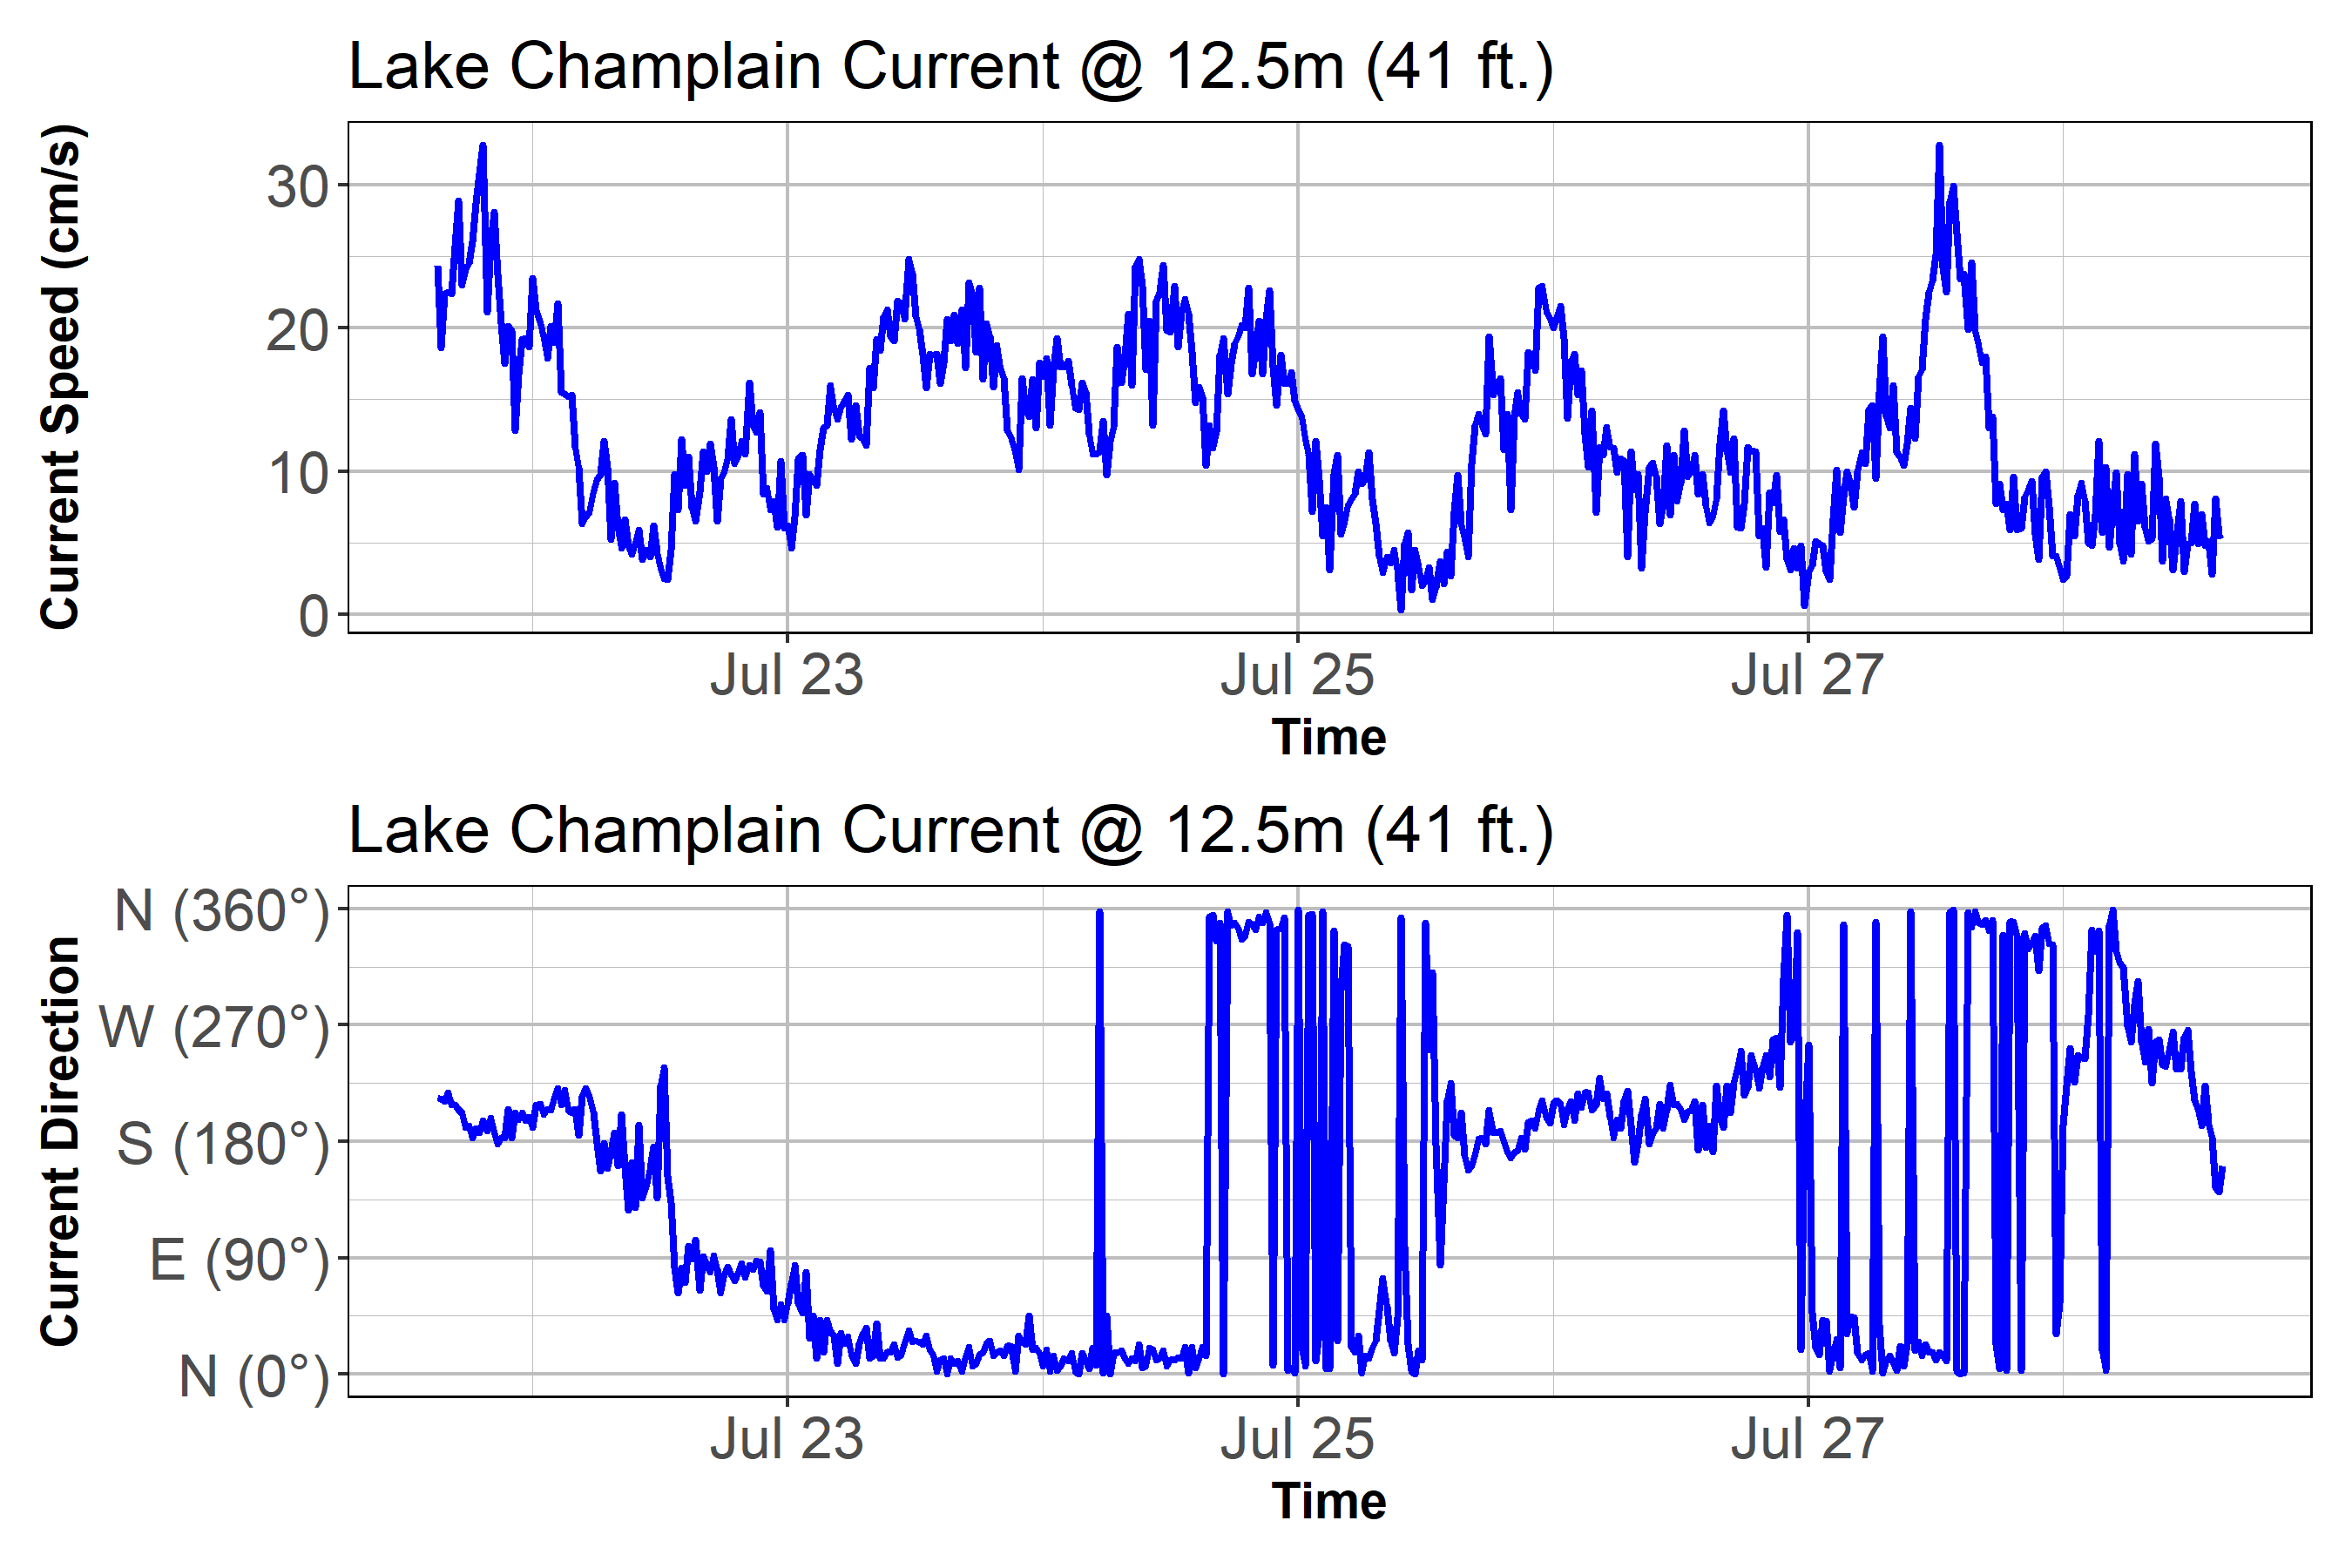 Lake Champlain Current @ 12.5m (41 ft.)
Current Speed (cm/s)
30
20
10
0
Jul 23 Jul 25 Jul 27
Time
Lake Champlain Current @ 12.5m (41 ft.)
Current Direction
N (360°)
W (270°)
S (180°)
E (90°)
N (0°)
Jul 23 Jul 25 Jul 27
Time